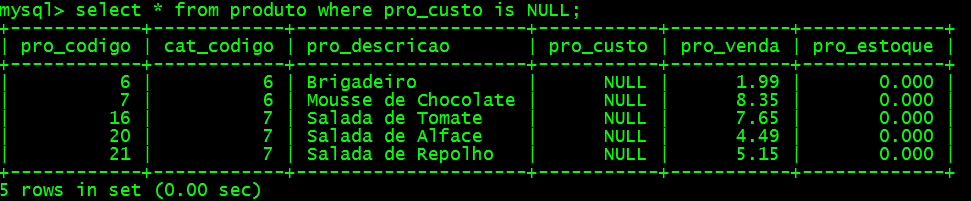 mysql> select * from produto where pro_custo is NULL;
+------------+------------+--------------------+-----------+-----------+-------------+
| pro_codigo | cat_codigo | pro_descricao      | pro_custo | pro_venda | pro_estoque |
+------------+------------+--------------------+-----------+-----------+-------------+
|          6 |          6 | Brigadeiro         |      NULL |      1.99 |       0.000 |
|          7 |          6 | Mousse de Chocolate |      NULL |      8.35 |       0.000 |
|         16 |          7 | Salada de Tomate   |      NULL |      7.65 |       0.000 |
|         20 |          7 | Salada de Alface   |      NULL |      4.49 |       0.000 |
|         21 |          7 | Salada de Repolho  |      NULL |      5.15 |       0.000 |
+------------+------------+--------------------+-----------+-----------+-------------+
5 rows in set (0.00 sec)